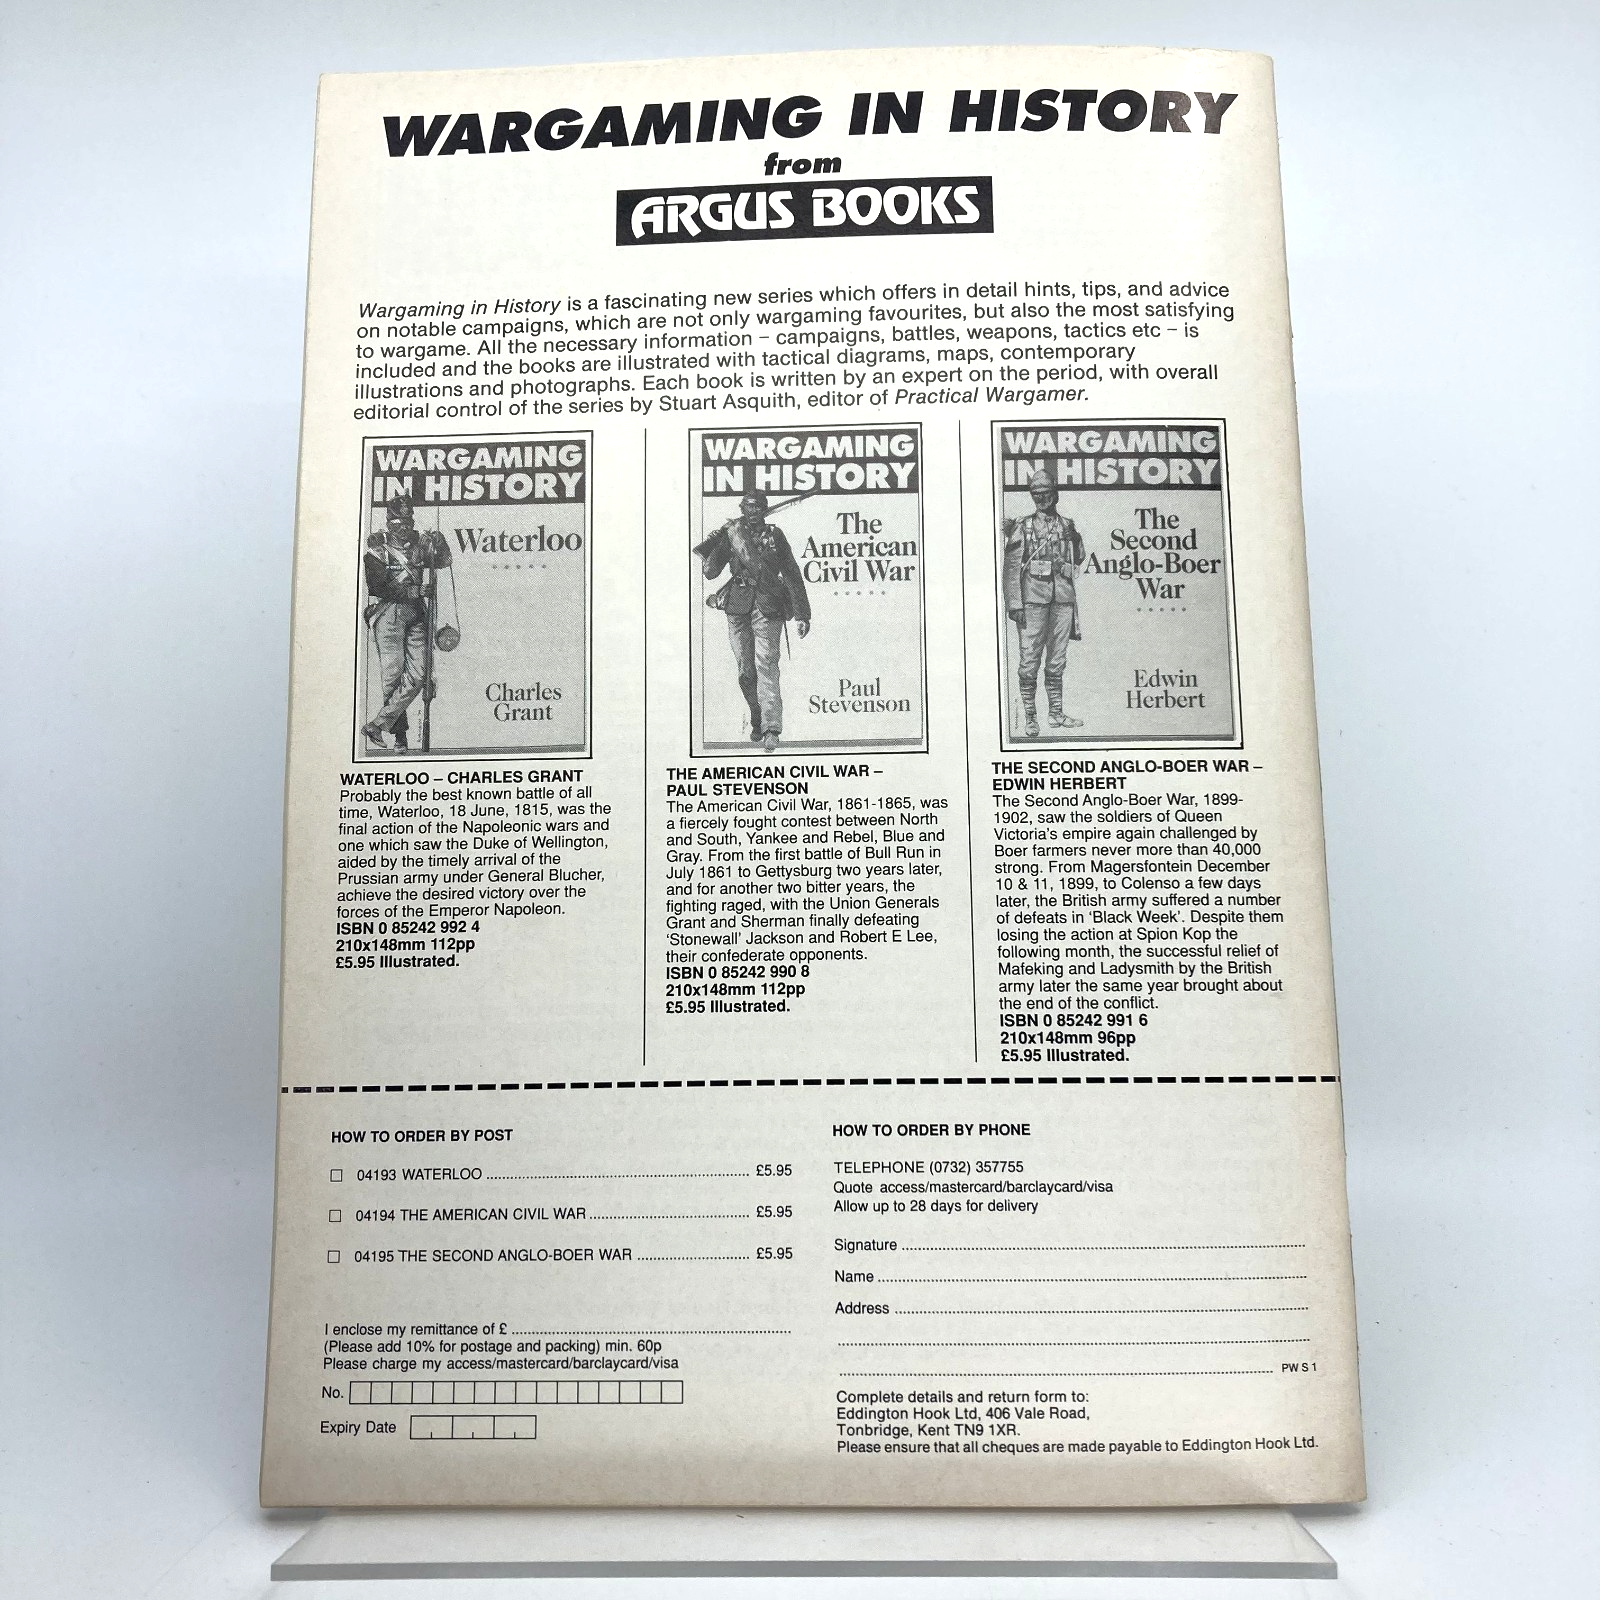 WARGAMING IN HISTORY
from
ARGUS BOOKS
Wargaming in History is a fascinating new series which offers in detail hints, tips, and advice
on notable campaigns, which are not only wargaming favourites, but also the most satisfying
to wargame. All the necessary information – campaigns, battles, weapons, tactics etc – is
included and the books are illustrated with tactical diagrams, maps, contemporary
illustrations and photographs. Each book is written by an expert on the period, with overall
editorial control of the series by Stuart Asquith, editor of Practical Wargamer.
WARGAMING
IN HISTORY
Waterloo
Charles
Grant
WATERLOO – CHARLES GRANT
Probably the best known battle of all
time, Waterloo, 18 June, 1815, was the
final action of the Napoleonic wars and
one which saw the Duke of Wellington,
aided by the timely arrival of the
Prussian army under General Blucher,
achieve the desired victory over the
forces of the Emperor Napoleon.
ISBN 0 85242 992 4
210x148mm 112pp
£5.95 Illustrated.
WARGAMING
IN HISTORY
The
American
Civil War
Paul
Stevenson
THE AMERICAN CIVIL WAR –
PAUL STEVENSON
The American Civil War, 1861-1865, was
a fiercely fought contest between North
and South, Yankee and Rebel, Blue and
Gray. From the first battle of Bull Run in
July 1861 to Gettysburg two years later,
and for another two bitter years, the
fighting raged, with the Union Generals
Grant and Sherman finally defeating
‘Stonewall’ Jackson and Robert E Lee,
their confederate opponents.
ISBN 0 85242 990 8
210x148mm 112pp
£5.95 Illustrated.
WARGAMING
IN HISTORY
The
Second
Anglo-Boer
War
Edwin
Herbert
THE SECOND ANGLO-BOER WAR –
EDWIN HERBERT
The Second Anglo-Boer War, 1899-
1902, saw the soldiers of Queen
Victoria’s empire again challenged by
Boer farmers never more than 40,000
strong. From Magersfontein December
10 & 11, 1899, to Colenso a few days
later, the British army suffered a number
of defeats in ‘Black Week’. Despite them
losing the action at Spion Kop the
following month, the successful relief of
Mafeking and Ladysmith by the British
army later the same year brought about
the end of the conflict.
ISBN 0 85242 991 6
210x148mm 96pp
£5.95 Illustrated.
HOW TO ORDER BY POST
04193 WATERLOO ........ £5.95
04194 THE AMERICAN CIVIL WAR ........ £5.95
04195 THE SECOND ANGLO-BOER WAR ........ £5.95
I enclose my remittance of £ ........
(Please add 10% for postage and packing) min. 60p
Please charge my access/mastercard/barclaycard/visa
No.
Expiry Date
HOW TO ORDER BY PHONE
TELEPHONE (0732) 357755
Quote access/mastercard/barclaycard/visa
Allow up to 28 days for delivery
Signature ........
Name ........
Address ........
PW S 1
Complete details and return form to:
Eddington Hook Ltd, 406 Vale Road,
Tonbridge, Kent TN9 1XR.
Please ensure that all cheques are made payable to Eddington Hook Ltd.